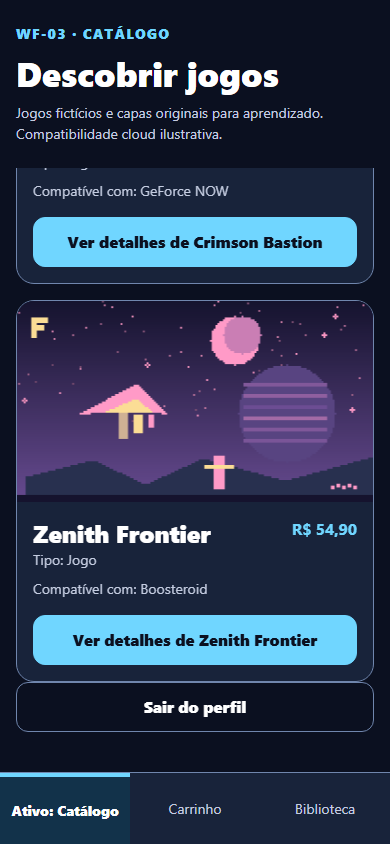 WF-03 · CATÁLOGO
Descobrir jogos
Jogos fictícios e capas originais para aprendizado.
Compatibilidade cloud ilustrativa.
Compatível com: GeForce NOW
Ver detalhes de Crimson Bastion
F
Zenith Frontier
R$ 54,90
Tipo: Jogo
Compatível com: Boosteroid
Ver detalhes de Zenith Frontier
Sair do perfil
Ativo: Catálogo
Carrinho
Biblioteca